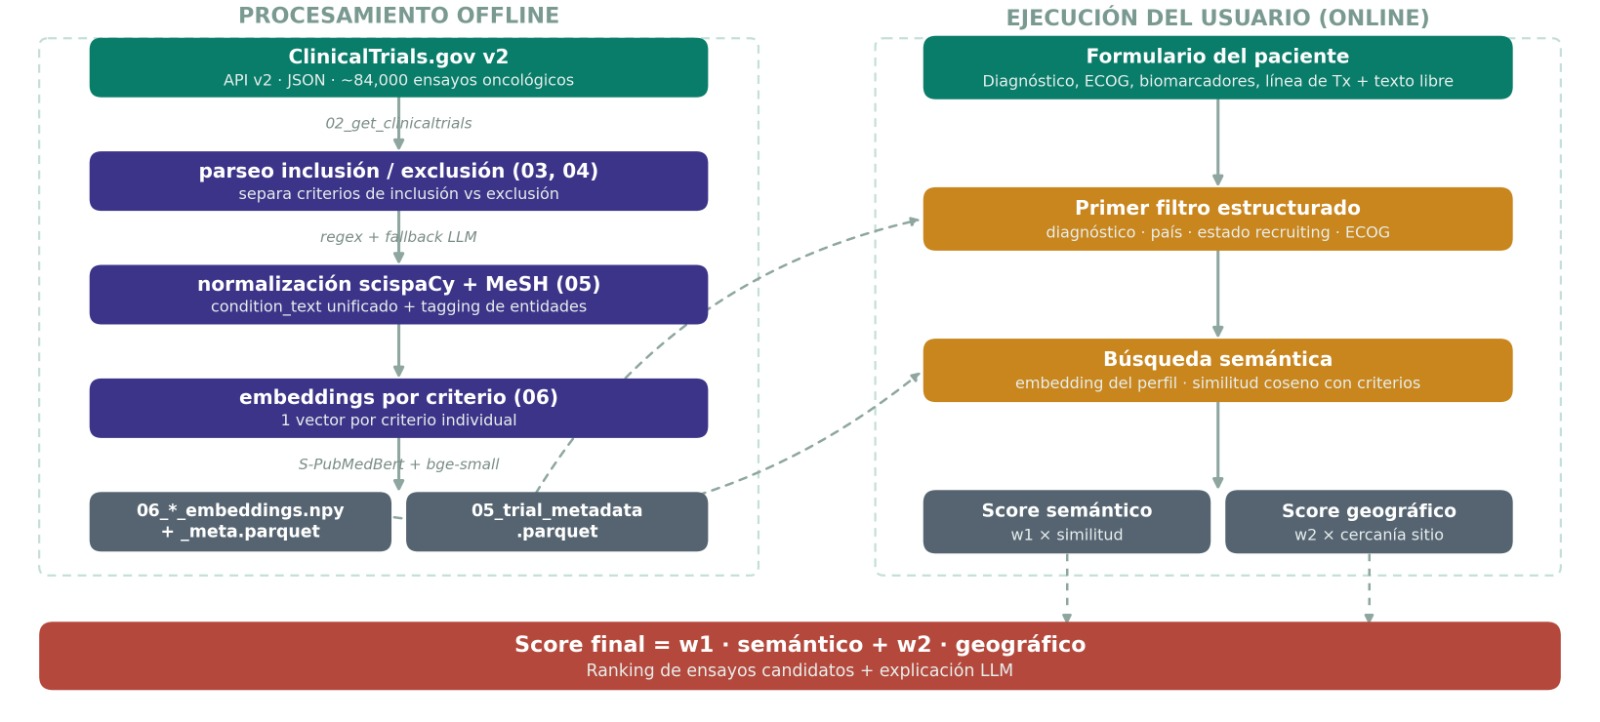 PROCESAMIENTO OFFLINE
ClinicalTrials.gov v2
API v2 · JSON · ~84,000 ensayos oncológicos
02_get_clinicaltrials
parseo inclusión / exclusión (03, 04)
separa criterios de inclusión vs exclusión
regex + fallback LLM
normalización scispaCy + MeSH (05)
condition_text unificado + tagging de entidades
embeddings por criterio (06)
1 vector por criterio individual
S-PubMedBert + bge-small
06_*_embeddings.npy
+ _meta.parquet
05_trial_metadata
.parquet
EJECUCIÓN DEL USUARIO (ONLINE)
Formulario del paciente
Diagnóstico, ECOG, biomarcadores, línea de Tx + texto libre
Primer filtro estructurado
diagnóstico · país · estado recruiting · ECOG
Búsqueda semántica
embedding del perfil · similitud coseno con criterios
Score semántico
w1 × similitud
Score geográfico
w2 × cercanía sitio
Score final = w1 · semántico + w2 · geográfico
Ranking de ensayos candidatos + explicación LLM